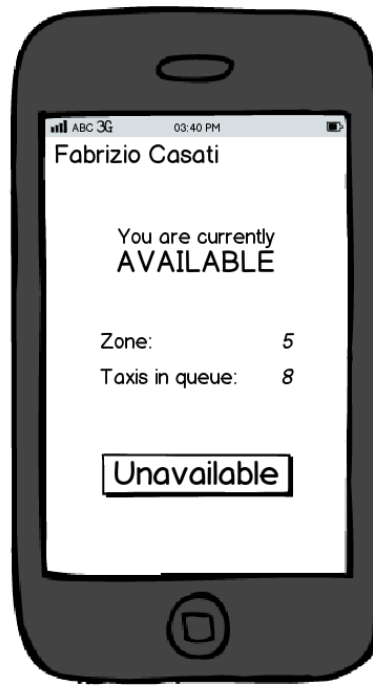 ABC 3G 03:40 PM
Fabrizio Casati
You are currently
AVAILABLE
Zone: 5
Taxis in queue: 8
Unavailable